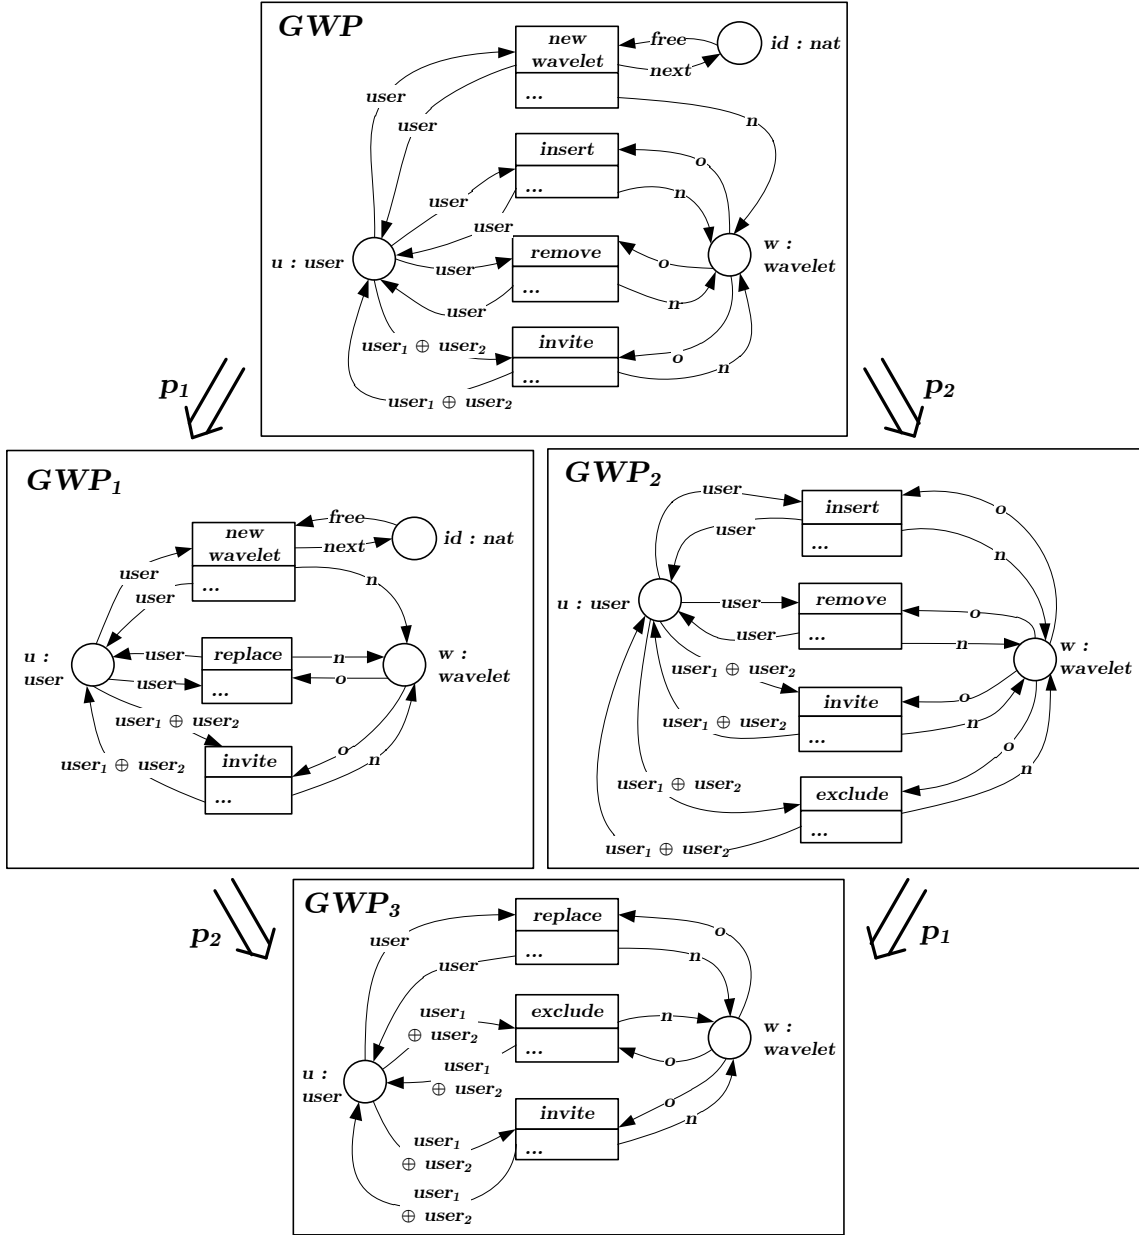 GWP
new
wavelet
...
free
next
id : nat
user
user
n
insert
...
o
n
user
user
u : user
w :
wavelet
remove
...
user
user
o
n
invite
...
user₁ ⊕ user₂
user₁ ⊕ user₂
o
n
p₁
p₂
GWP₁
new
wavelet
...
free
next
id : nat
user
user
n
u :
user
replace
...
user
user
n
o
w :
wavelet
user₁ ⊕ user₂
user₁ ⊕ user₂
invite
...
o
n
GWP₂
user
user
insert
...
o
n
u : user
user
user
remove
...
o
n
w :
wavelet
user₁ ⊕ user₂
user₁ ⊕ user₂
invite
...
o
n
user₁ ⊕ user₂
user₁ ⊕ user₂
exclude
...
o
n
p₂
p₁
GWP₃
user
user
replace
...
o
n
user₁
⊕ user₂
user₁
⊕ user₂
exclude
...
n
o
w :
wavelet
u :
user
user₁
⊕ user₂
user₁
⊕ user₂
invite
...
o
n